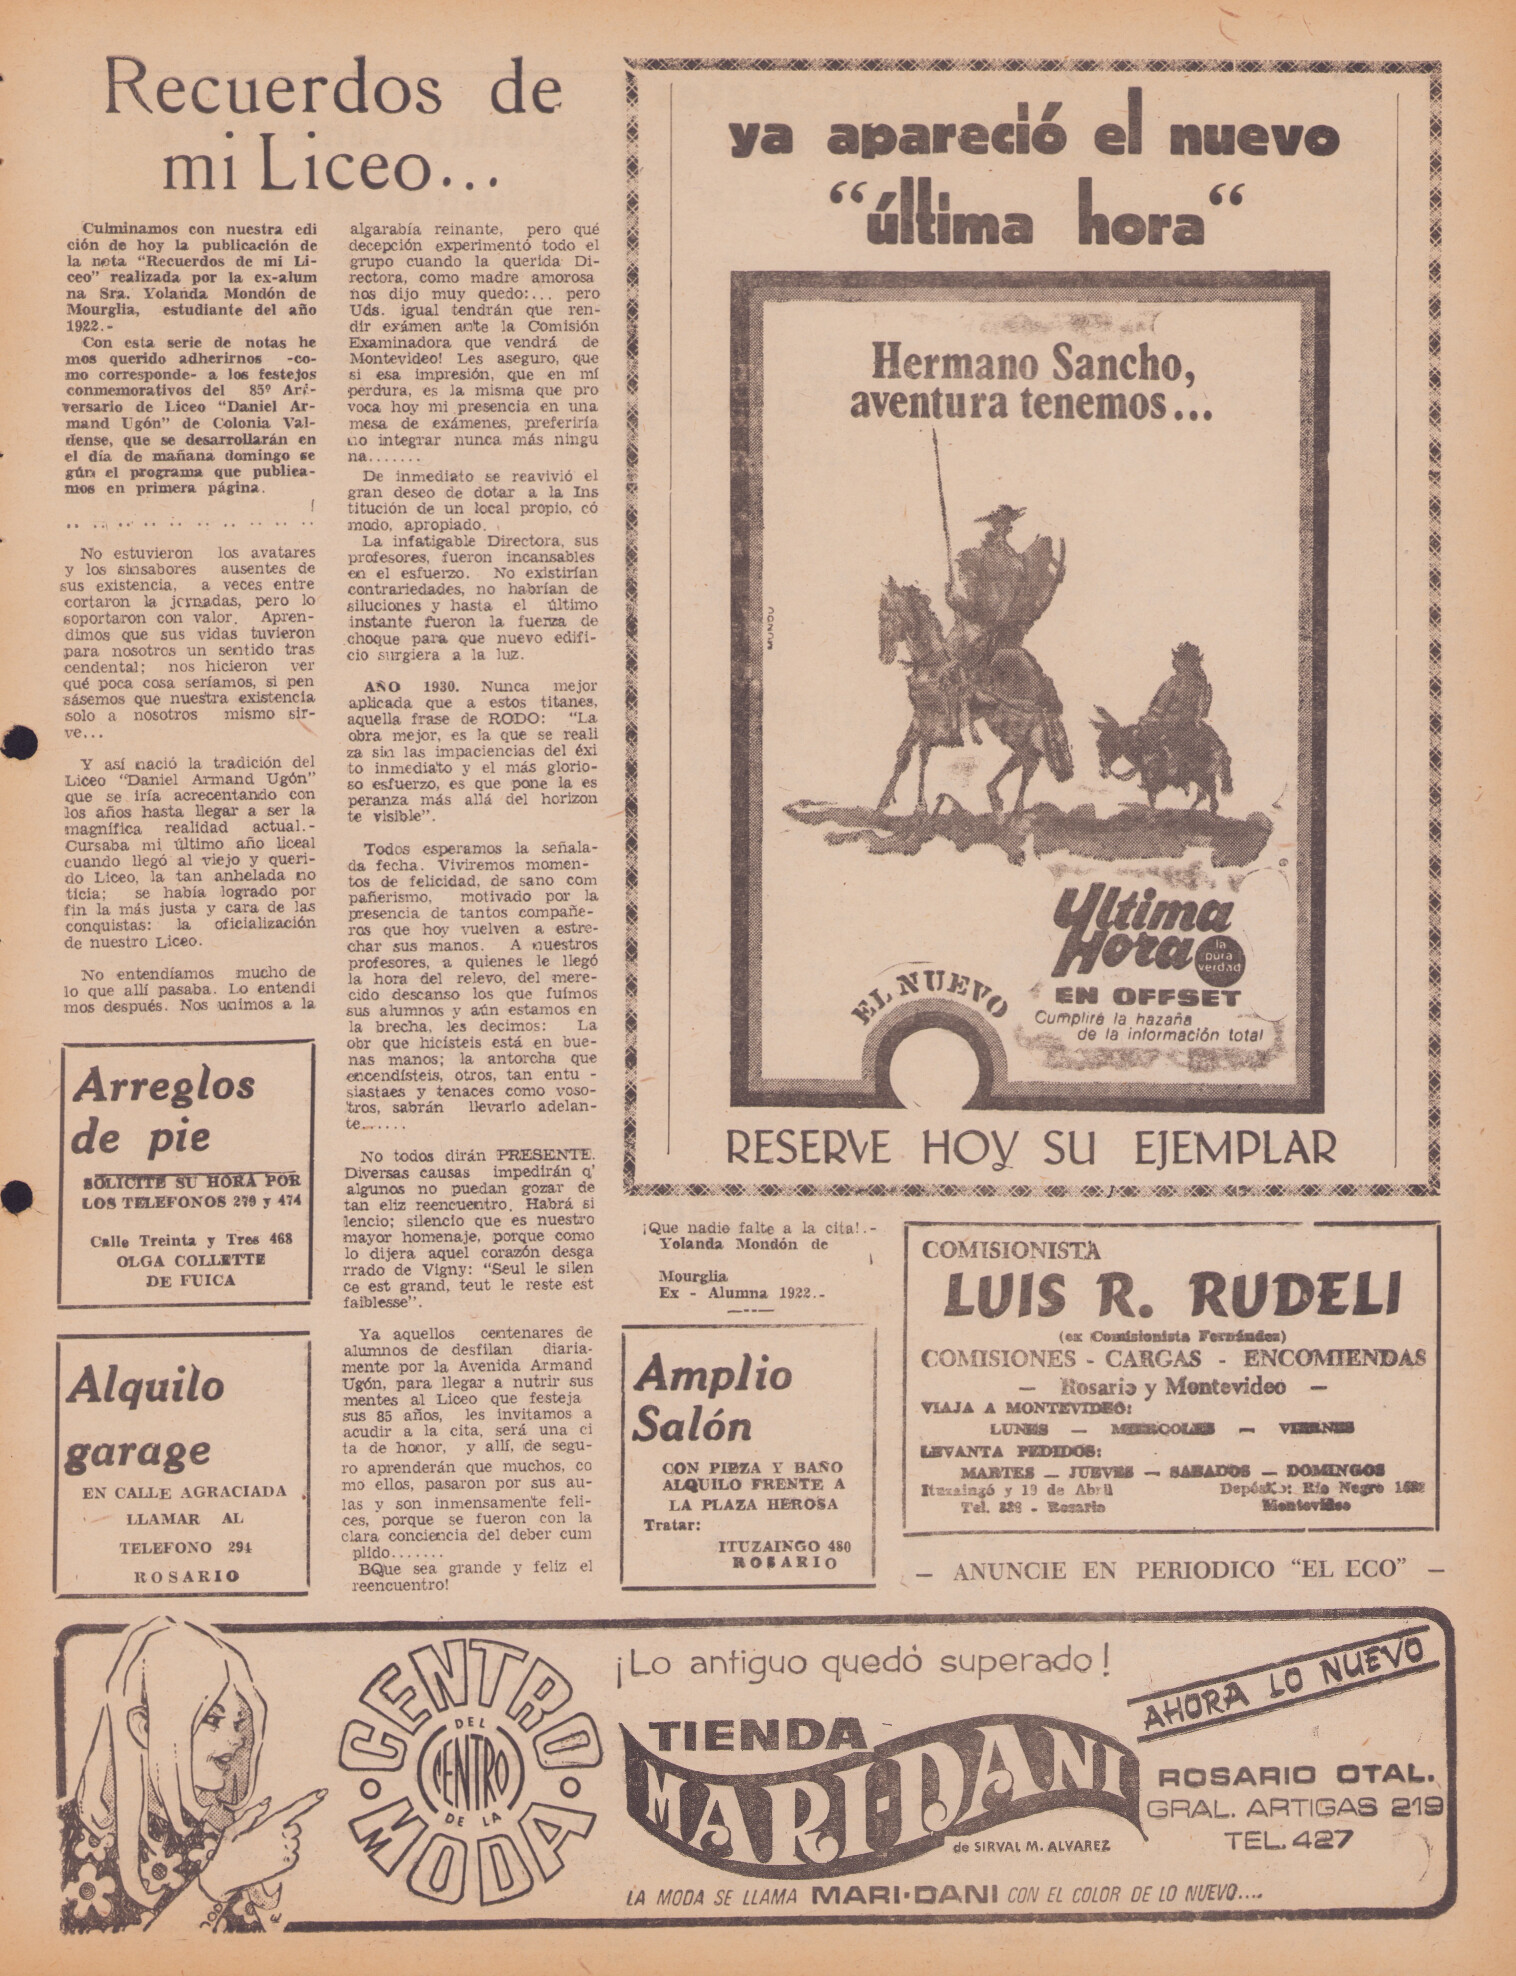 Recuerdos de
mi Liceo...
Culminamos con nuestra edi
ción de hoy la publicación de
la nota "Recuerdos de mi Li-
ceo" realizada por la ex-alum
na Sra. Yolanda Mondón de
Mourglia, estudiante del año
1922.-
Con esta serie de notas he
mos querido adherirnos -co-
mo corresponde- a los festejos
conmemorativos del 85º Ani-
versario de Liceo "Daniel Ar-
mand Ugón" de Colonia Val-
dense, que se desarrollarán en
el día de mañana domingo se
gún el programa que publica-
mos en primera página.
.. .. .. .. .. .. .. .. .. ..
No estuvieron los avatares
y los sinsabores ausentes de
sus existencia, a veces entre
cortaron la jornadas, pero lo
soportaron con valor. Apren-
dimos que sus vidas tuvieron
para nosotros un sentido tras
cendental; nos hicieron ver
qué poca cosa seríamos, si pen
sásemos que nuestra existencia
solo a nosotros mismo sir-
ve...
Y así nació la tradición del
Liceo "Daniel Armand Ugón"
que se iría acrecentando con
los años hasta llegar a ser la
magnífica realidad actual.-
Cursaba mi último año liceal
cuando llegó al viejo y queri-
do Liceo, la tan anhelada no
ticia; se había logrado por
fin la más justa y cara de las
conquistas: la oficialización
de nuestro Liceo.
No entendíamos mucho de
lo que allí pasaba. Lo entendi
mos después. Nos unimos a la
algarabía reinante, pero qué
decepción experimentó todo el
grupo cuando la querida Di-
rectora, como madre amorosa
nos dijo muy quedo:... pero
Uds. igual tendrán que ren-
dir exámen ante la Comisión
Examinadora que vendrá de
Montevideo! Les aseguro, que
si esa impresión, que en mí
perdura, es la misma que pro
voca hoy mi presencia en una
mesa de exámenes, preferiría
no integrar nunca más ningu
na.......
De inmediato se reavivió el
gran deseo de dotar a la Ins
titución de un local propio, có
modo, apropiado.
La infatigable Directora, sus
profesores, fueron incansables
en el esfuerzo. No existirían
contrariedades, no habrían de
siluciones y hasta el último
instante fueron la fuerza de
choque para que nuevo edifi-
cio surgiera a la luz.
AÑO 1930. Nunca mejor
aplicada que a estos titanes,
aquella frase de RODO: "La
obra mejor, es la que se reali
za sin las impaciencias del éxi
to inmediato y el más glorio-
so esfuerzo, es que pone la es
peranza más allá del horizon
te visible".
Todos esperamos la señala-
da fecha. Viviremos momen-
tos de felicidad, de sano com
pañerismo, motivado por la
presencia de tantos compañe-
ros que hoy vuelven a estre-
char sus manos. A nuestros
profesores, a quienes le llegó
la hora del relevo, del mere-
cido descanso los que fuímos
sus alumnos y aún estamos en
la brecha, les decimos: La
obr que hicísteis está en bue-
nas manos; la antorcha que
encendísteis, otros, tan entu -
siastaes y tenaces como voso-
tros, sabrán llevarlo adelan-
te.......
No todos dirán PRESENTE.
Diversas causas impedirán q'
algunos no puedan gozar de
tan eliz reencuentro. Habrá si
lencio; silencio que es nuestro
mayor homenaje, porque como
lo dijera aquel corazón desga
rrado de Vigny: "Seul le silen
ce est grand, teut le reste est
faiblesse".
Ya aquellos centenares de
alumnos de desfilan diaria-
mente por la Avenida Armand
Ugón, para llegar a nutrir sus
mentes al Liceo que festeja
sus 85 años, les invitamos a
acudir a la cita, será una ci
ta de honor, y allí, de segu-
ro aprenderán que muchos, co
mo ellos, pasaron por sus au-
las y son inmensamente feli-
ces, porque se fueron con la
clara conciencia del deber cum
plido.......
BQue sea grande y feliz el
reencuentro!
¡Que nadie falte a la cita!.-
Yolanda Mondón de
Mourglia
Ex - Alumna 1922.-
Arreglos
de pie
SOLICITE SU HORA POR
LOS TELEFONOS 279 y 474
Calle Treinta y Tres 468
OLGA COLLETTE
DE FUICA
Alquilo
garage
EN CALLE AGRACIADA
LLAMAR AL
TELEFONO 294
ROSARIO
ya apareció el nuevo
"última hora"
Hermano Sancho,
aventura tenemos...
Ultima
Hora
la
pura
verdad
EN OFFSET
Cumplirá la hazaña
de la información total
EL NUEVO
RESERVE HOY SU EJEMPLAR
Amplio
Salón
CON PIEZA Y BAÑO
ALQUILO FRENTE A
LA PLAZA HEROSA
Tratar:
ITUZAINGO 480
ROSARIO
COMISIONISTA
LUIS R. RUDELI
(ex Comisionista Fernández)
COMISIONES - CARGAS - ENCOMIENDAS
— Rosario y Montevideo —
VIAJA A MONTEVIDEO:
LUNES — MIERCOLES — VIERNES
LEVANTA PEDIDOS:
MARTES — JUEVES — SABADOS — DOMINGOS
Ituzaingó y 19 de Abril
Tel. - Rosario
Depósito: Río Negro
Montevideo
— ANUNCIE EN PERIODICO "EL ECO" —
CENTRO
DEL
CENTRO
DE LA
MODA
¡Lo antiguo quedó superado!
AHORA LO NUEVO
TIENDA
MARI-DANI
de SIRVAL M. ALVAREZ
ROSARIO OTAL.
GRAL. ARTIGAS 219
TEL. 427
LA MODA SE LLAMA MARI-DANI CON EL COLOR DE LO NUEVO....